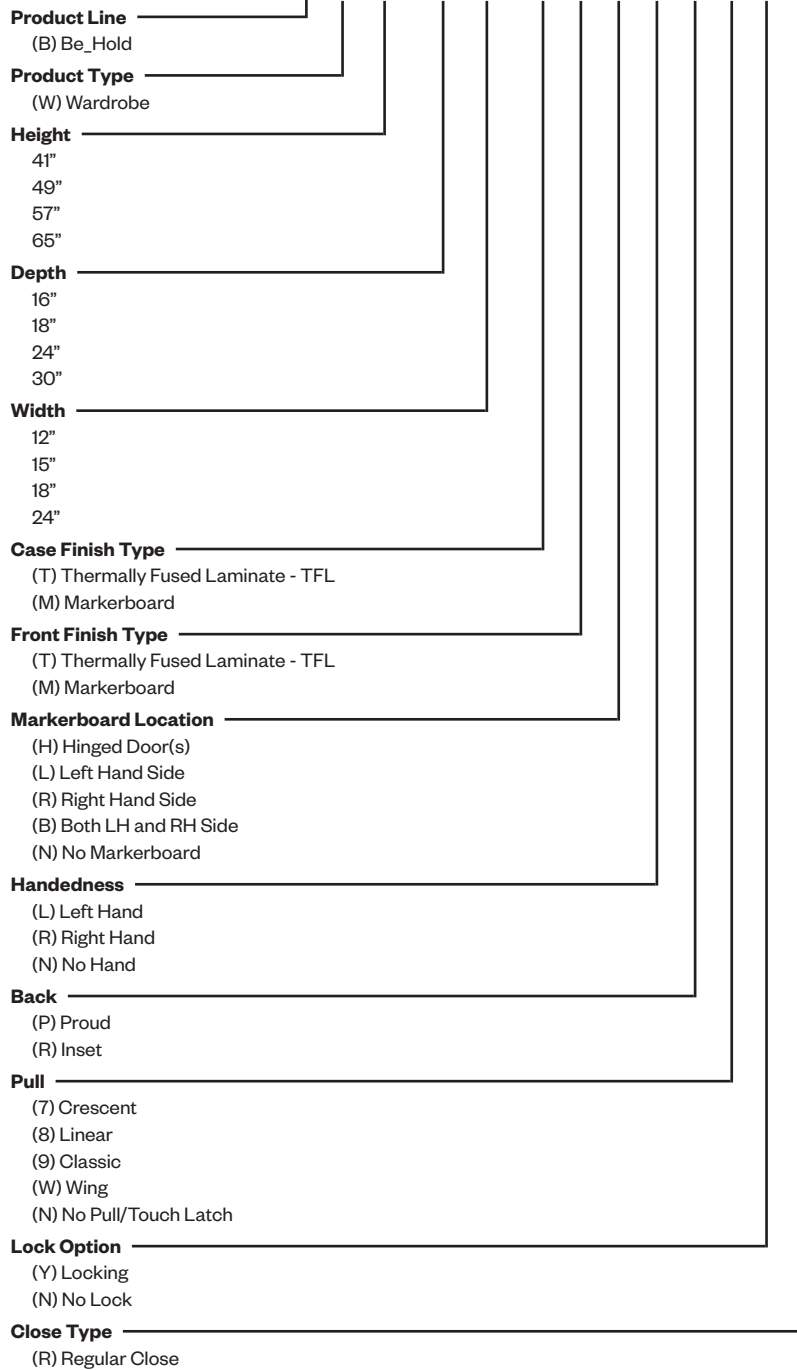 Product Line
(B) Be_Hold
Product Type
(W) Wardrobe
Height
41”
49”
57”
65”
Depth
16”
18”
24”
30”
Width
12”
15”
18”
24”
Case Finish Type
(T) Thermally Fused Laminate - TFL
(M) Markerboard
Front Finish Type
(T) Thermally Fused Laminate - TFL
(M) Markerboard
Markerboard Location
(H) Hinged Door(s)
(L) Left Hand Side
(R) Right Hand Side
(B) Both LH and RH Side
(N) No Markerboard
Handedness
(L) Left Hand
(R) Right Hand
(N) No Hand
Back
(P) Proud
(R) Inset
Pull
(7) Crescent
(8) Linear
(9) Classic
(W) Wing
(N) No Pull/Touch Latch
Lock Option
(Y) Locking
(N) No Lock
Close Type
(R) Regular Close